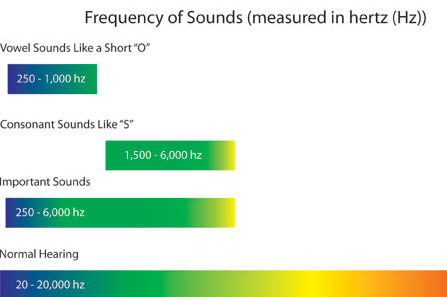 Frequency of Sounds (measured in hertz (Hz))
Vowel Sounds Like a Short “O”
250 - 1,000 hz
Consonant Sounds Like “S”
1,500 - 6,000 hz
Important Sounds
250 - 6,000 hz
Normal Hearing
20 - 20,000 hz